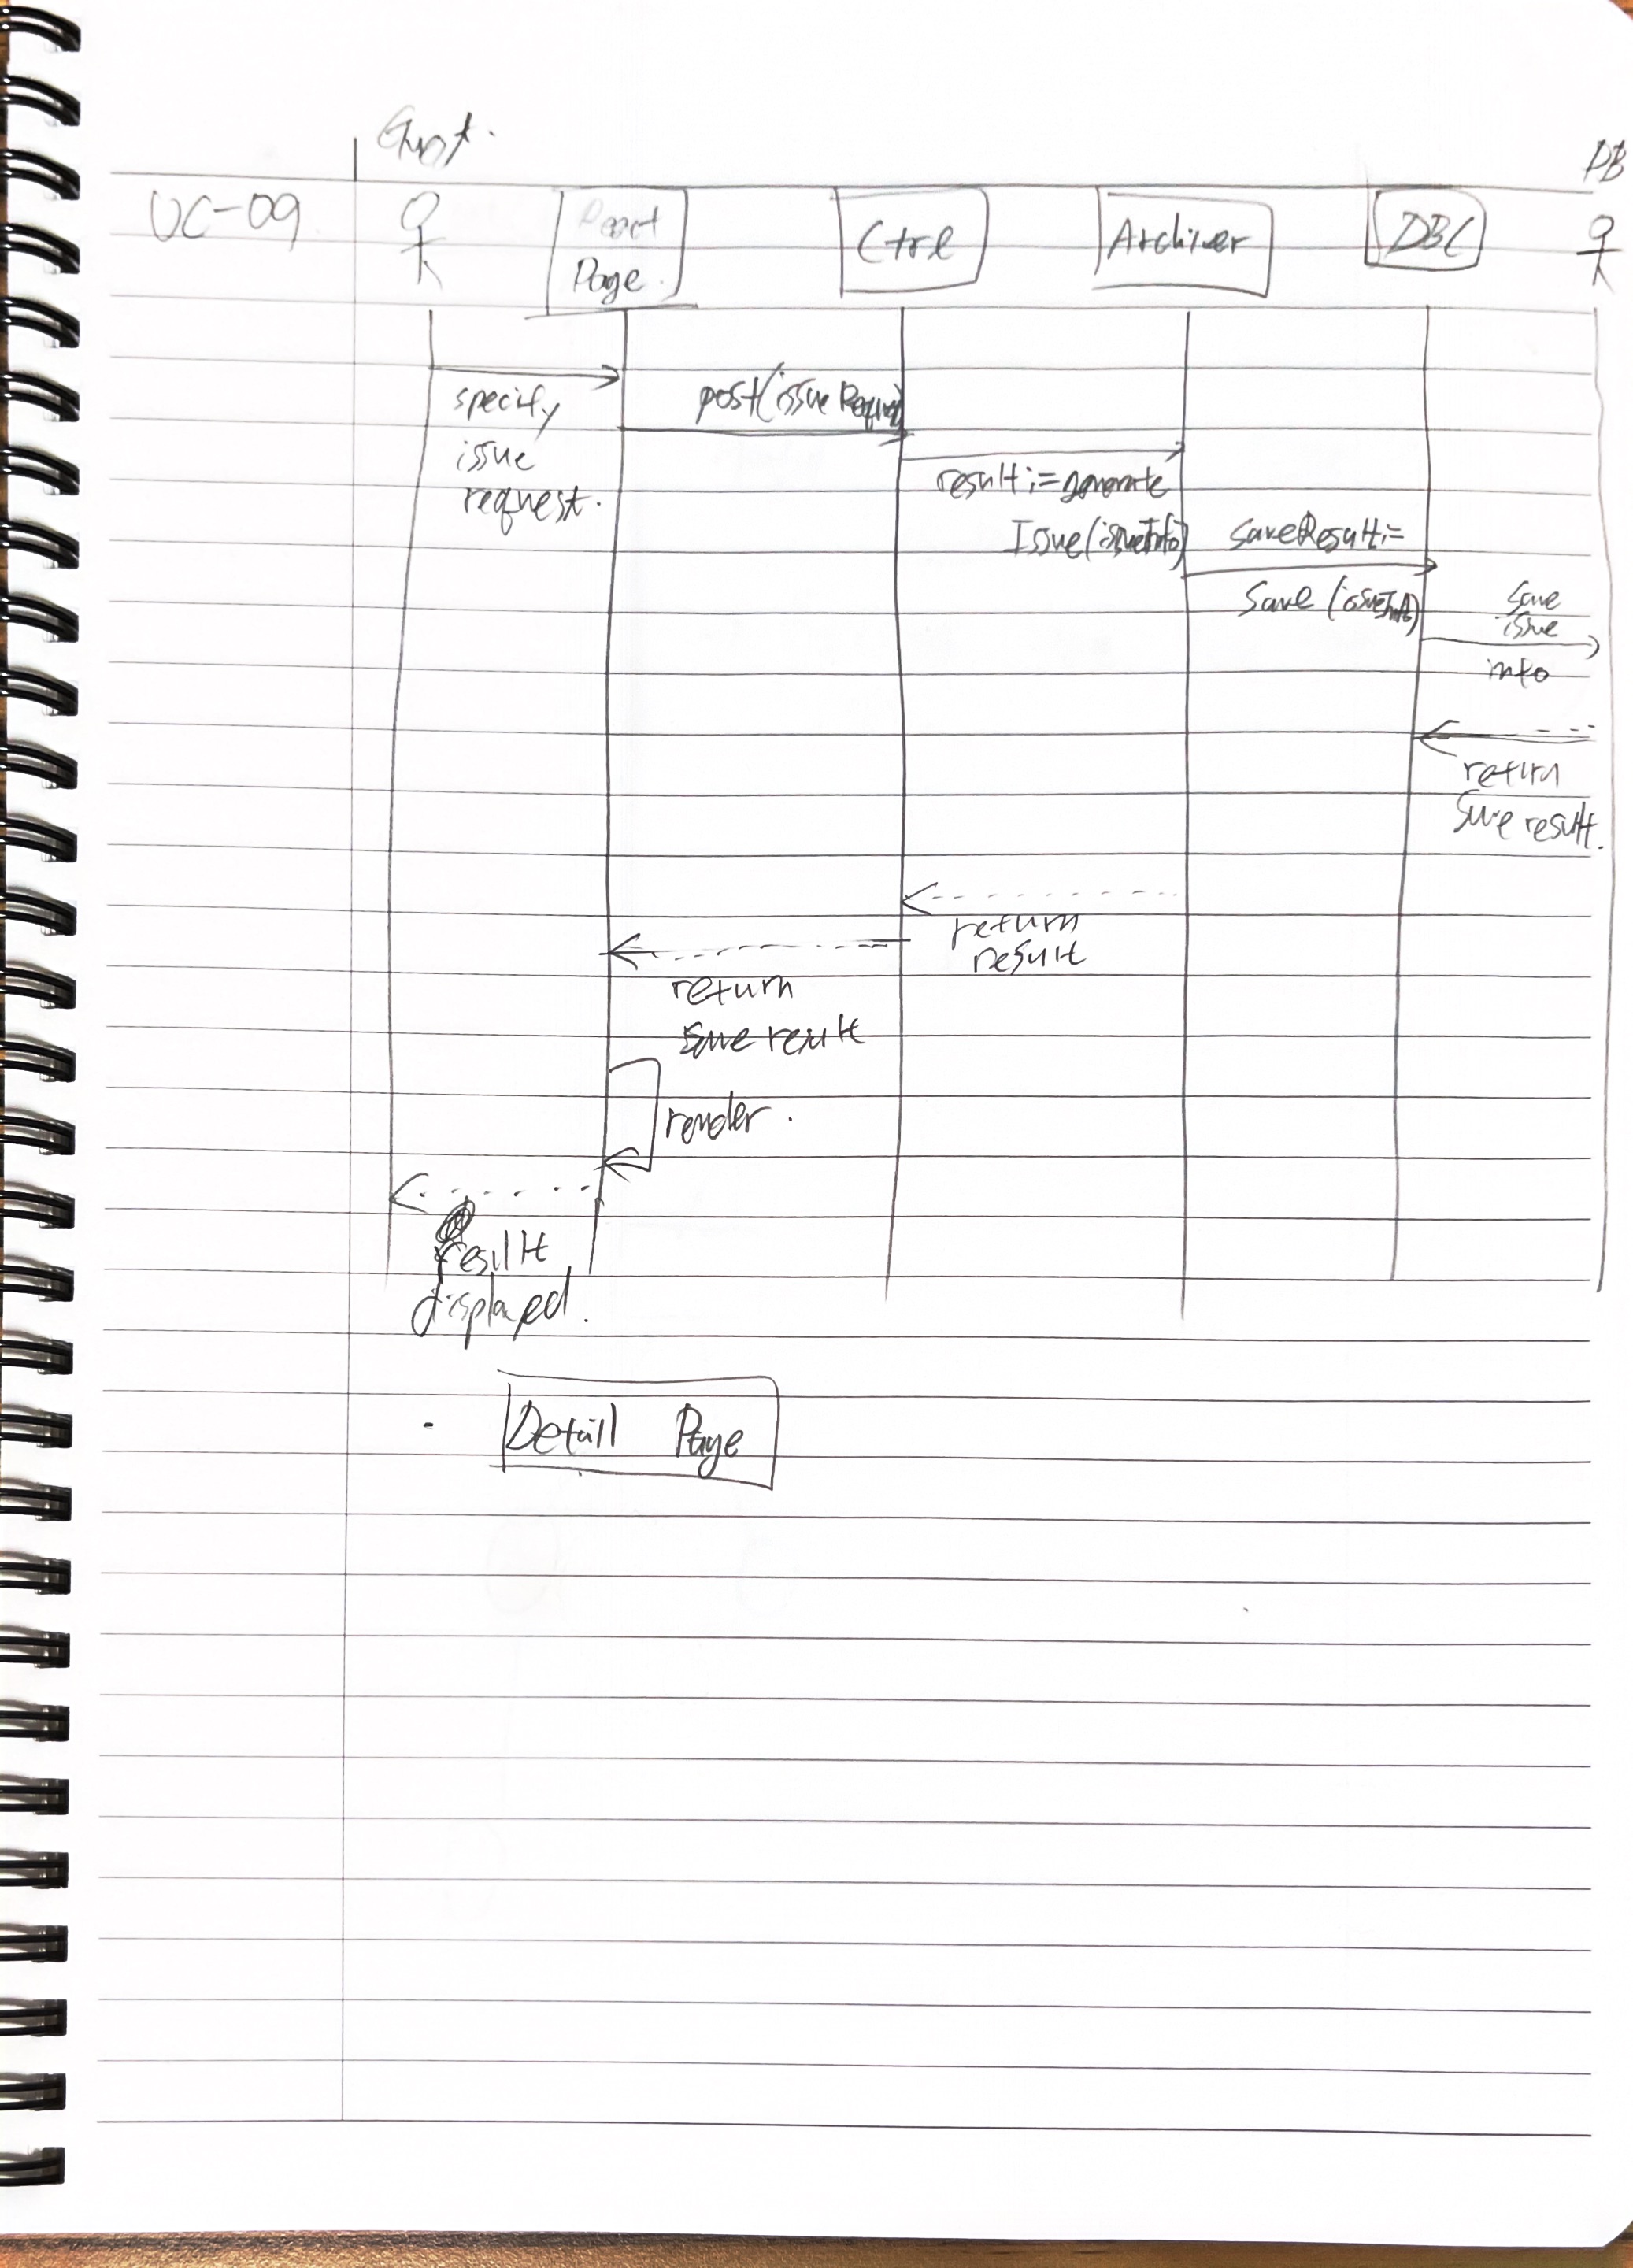 Guest.
DB
UC-09
Page.
Ctrl
Archiver
DBC
specify
issue
request.
post(issue Request)
result:=generate
Issue(issueInfo)
saveResult:=
save (issueInfo)
save
issue
info
return
save result.
return
result
return
save result
render.
result
displayed.
Detail Page